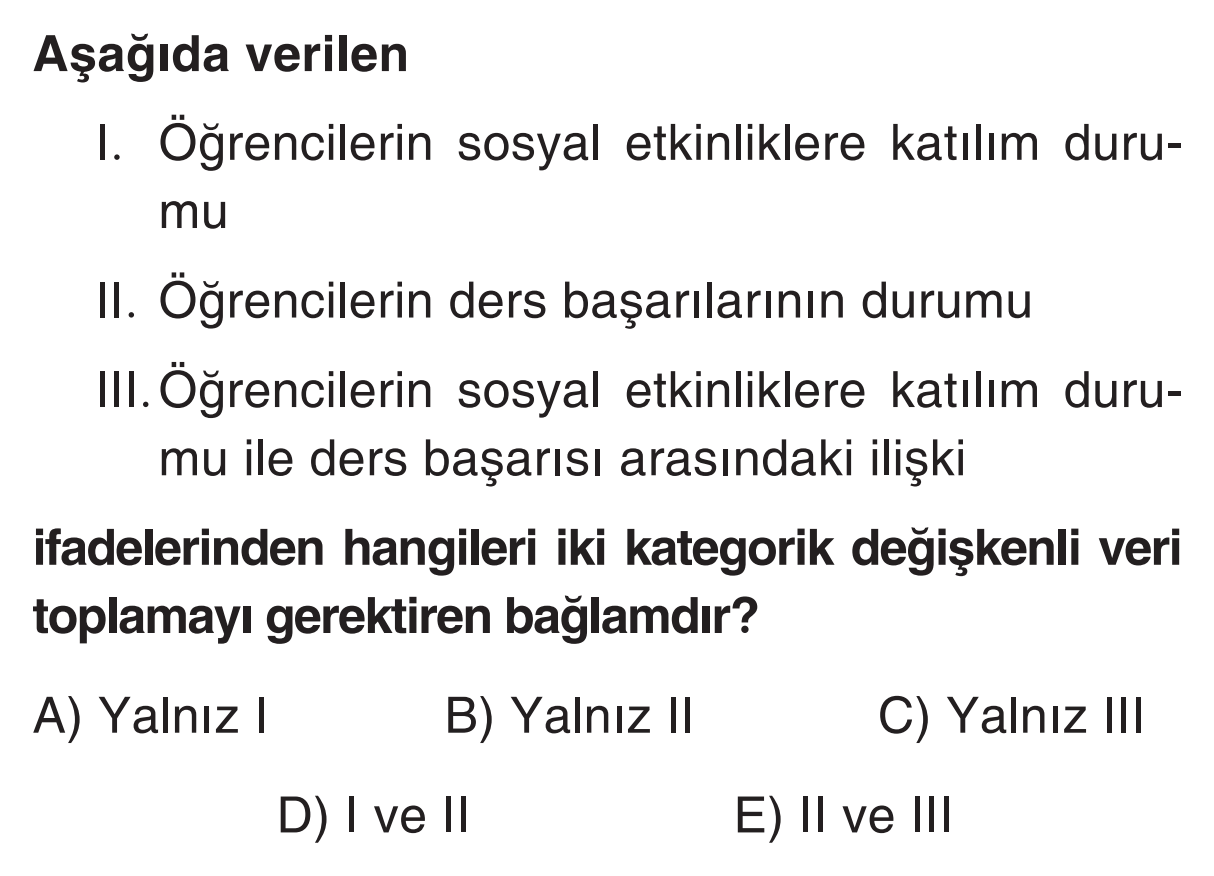 Aşağıda verilen
I. Öğrencilerin sosyal etkinliklere katılım duru-
mu
II. Öğrencilerin ders başarılarının durumu
III. Öğrencilerin sosyal etkinliklere katılım duru-
mu ile ders başarısı arasındaki ilişki
ifadelerinden hangileri iki kategorik değişkenli veri
toplamayı gerektiren bağlamdır?
A) Yalnız I B) Yalnız II C) Yalnız III
D) I ve II E) II ve III